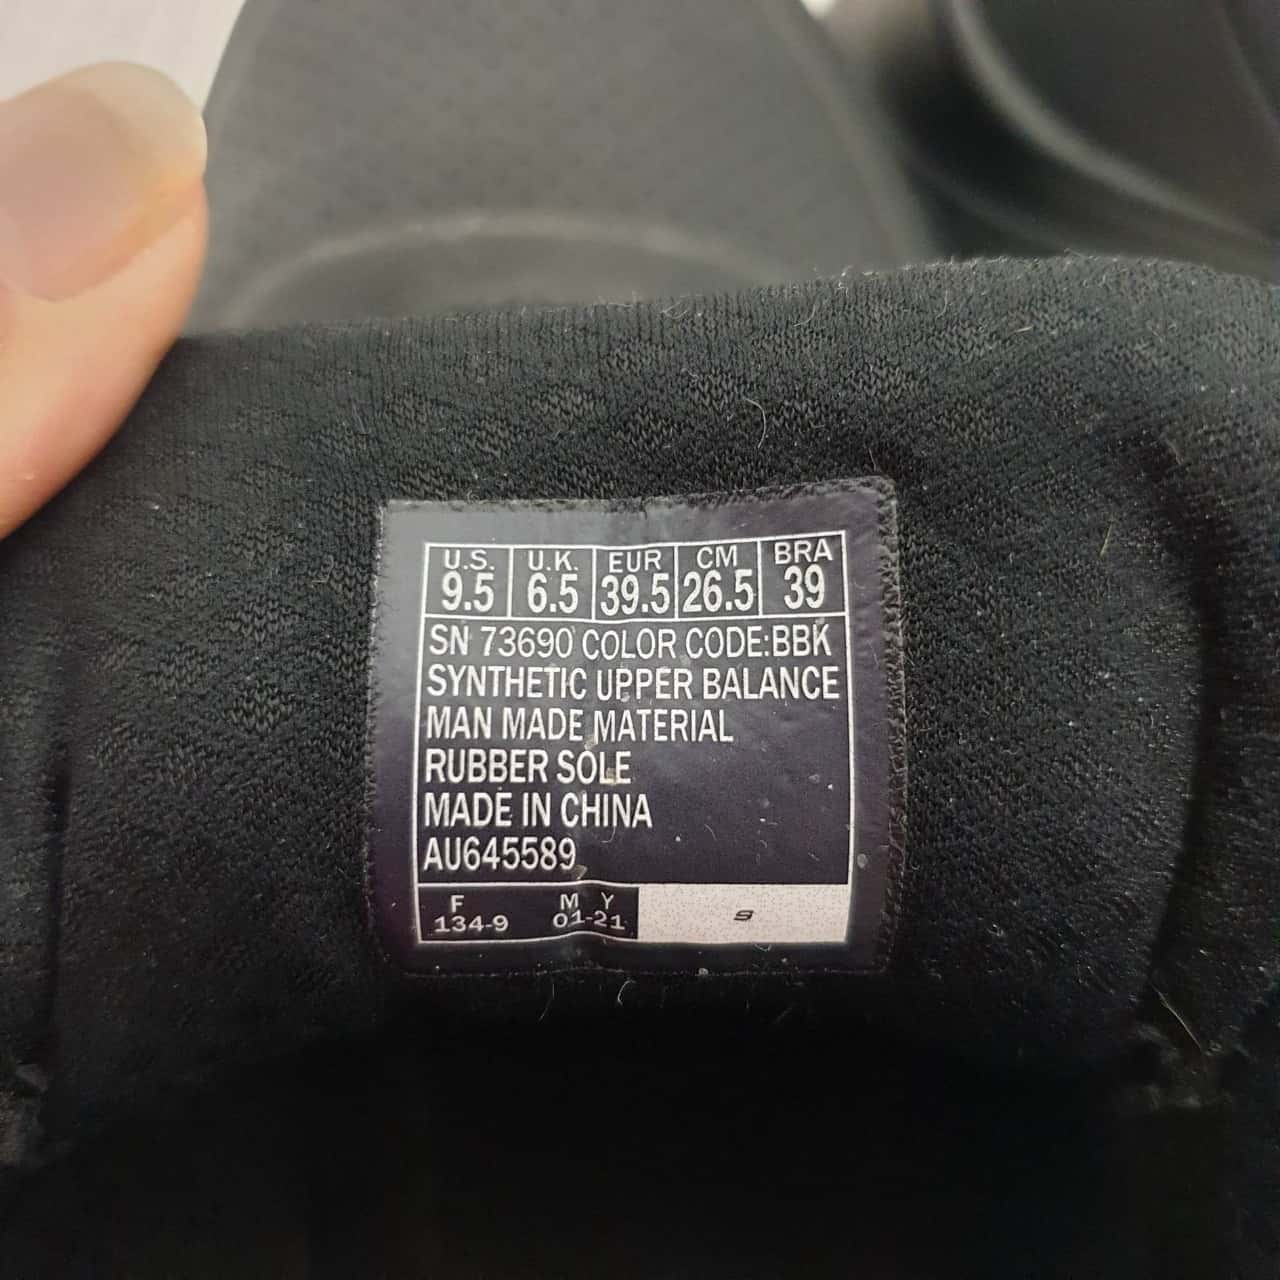 U.S. U.K. EUR CM BRA
9.5 6.5 39.5 26.5 39
SN 73690 COLOR CODE:BBK
SYNTHETIC UPPER BALANCE
MAN MADE MATERIAL
RUBBER SOLE
MADE IN CHINA
AU645589
F M Y
134-9 01-21
S